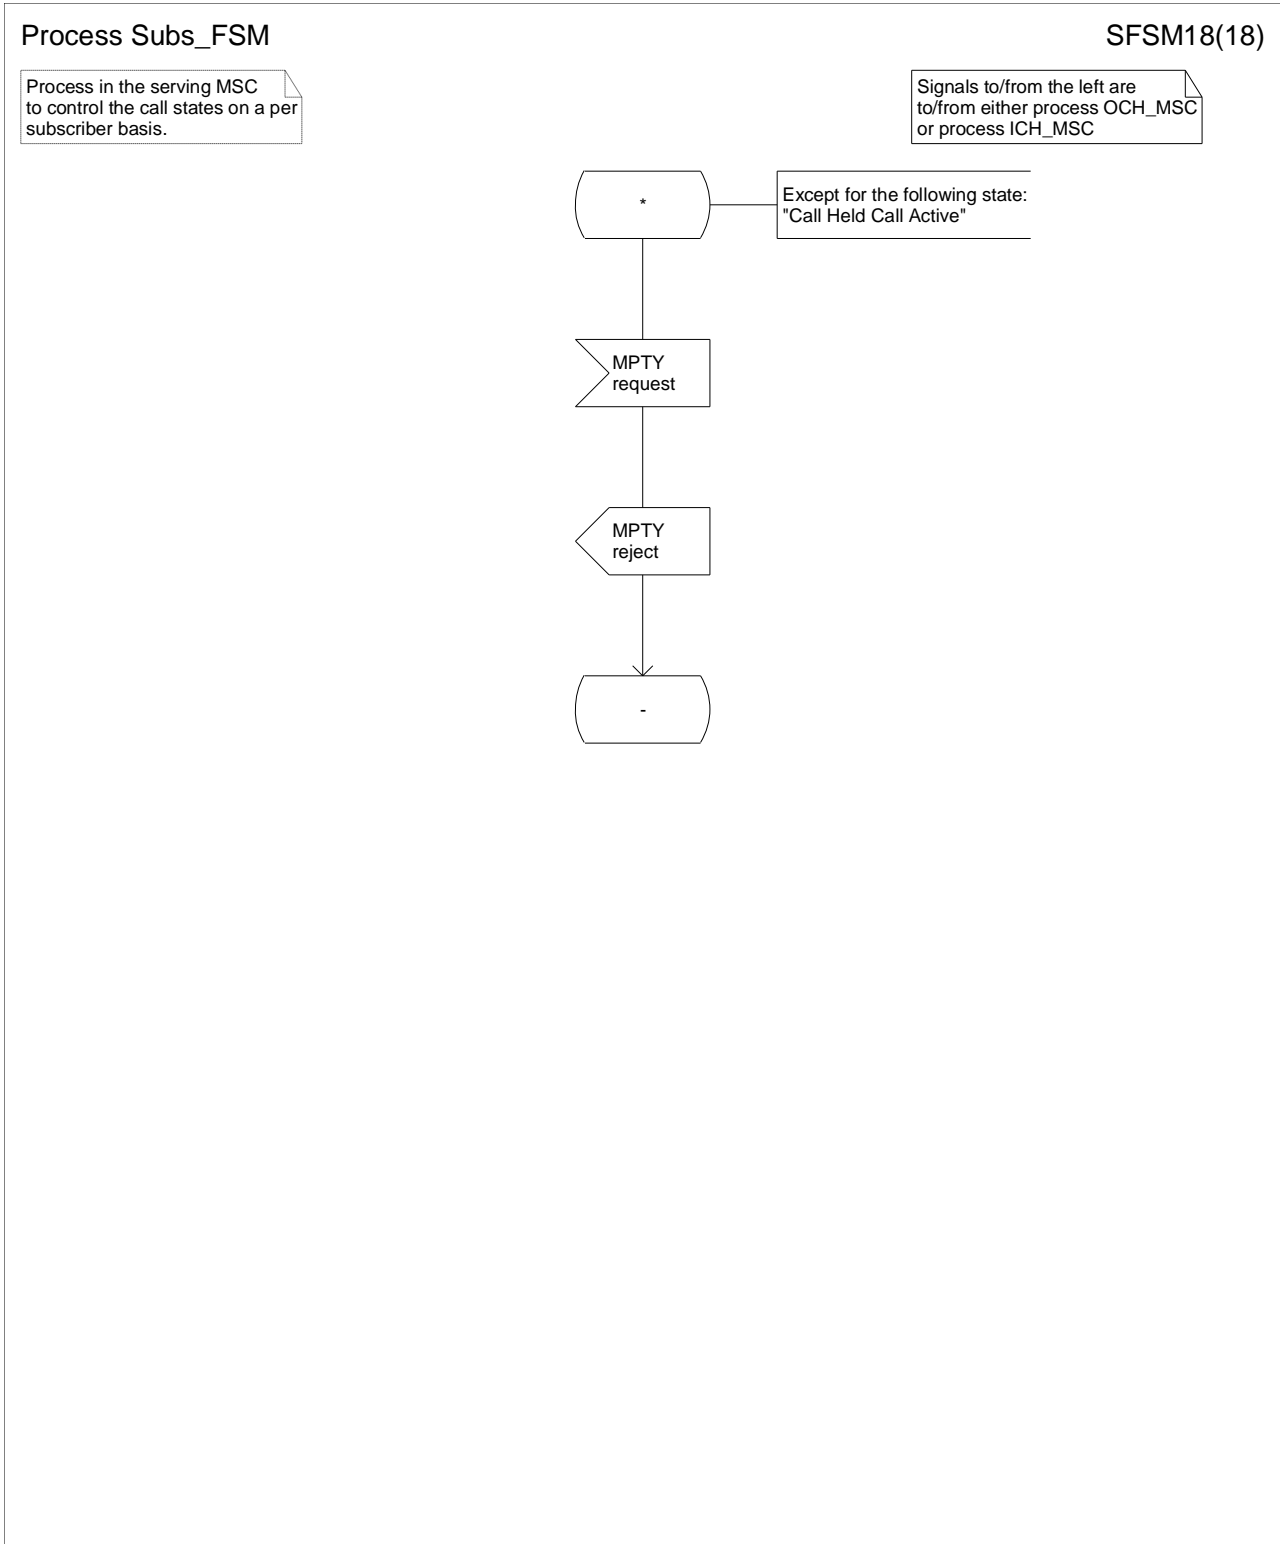 Process Subs_FSM
SFSM18(18)
Process in the serving MSC
to control the call states on a per
subscriber basis.
Signals to/from the left are
to/from either process OCH_MSC
or process ICH_MSC
*
Except for the following state:
"Call Held Call Active"
MPTY
request
MPTY
reject
-